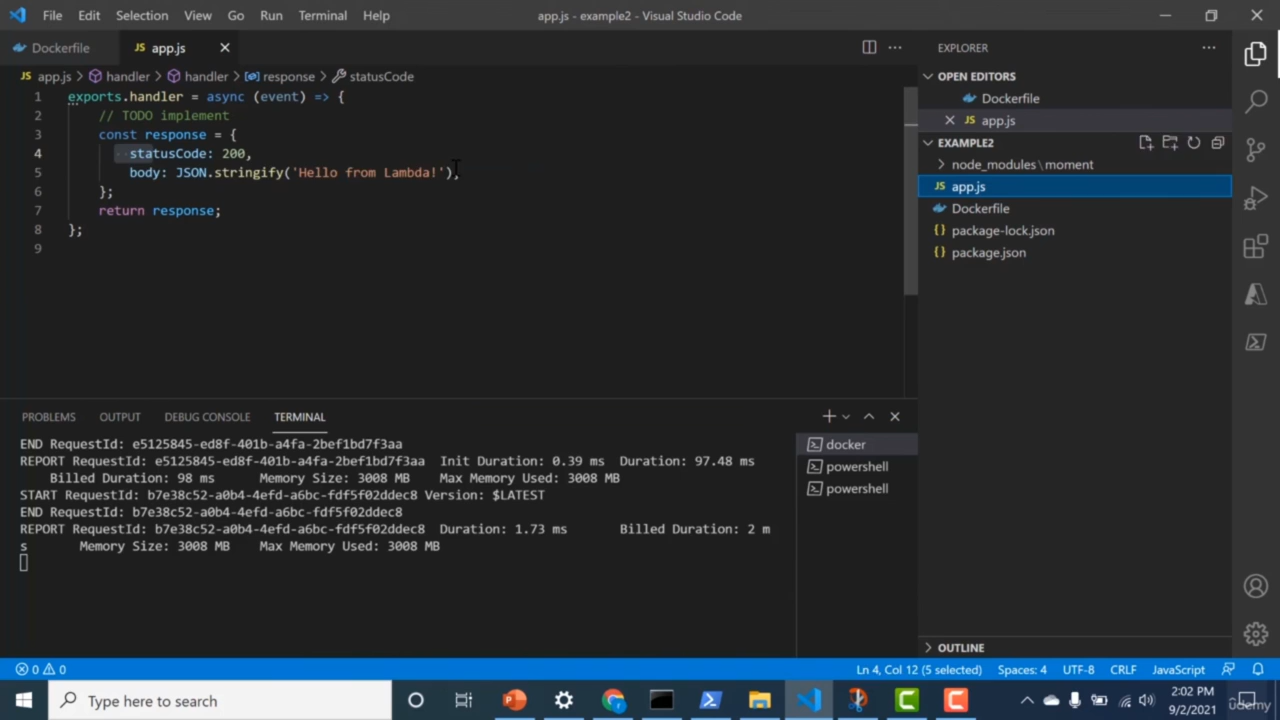 File Edit Selection View Go Run Terminal Help app.js - example2 - Visual Studio Code
Dockerfile JS app.js
JS app.js > handler > handler > response > statusCode
1 exports.handler = async (event) => {
2 // TODO implement
3 const response = {
4 statusCode: 200,
5 body: JSON.stringify('Hello from Lambda!'),
6 };
7 return response;
8 };
9
PROBLEMS OUTPUT DEBUG CONSOLE TERMINAL
END RequestId: e5125845-ed8f-401b-a4fa-2bef1bd7f3aa
REPORT RequestId: e5125845-ed8f-401b-a4fa-2bef1bd7f3aa Init Duration: 0.39 ms Duration: 97.48 ms
Billed Duration: 98 ms Memory Size: 3008 MB Max Memory Used: 3008 MB
START RequestId: b7e38c52-a0b4-4efd-a6bc-fdf5f02ddec8 Version: $LATEST
END RequestId: b7e38c52-a0b4-4efd-a6bc-fdf5f02ddec8
REPORT RequestId: b7e38c52-a0b4-4efd-a6bc-fdf5f02ddec8 Duration: 1.73 ms Billed Duration: 2 m
s Memory Size: 3008 MB Max Memory Used: 3008 MB
docker
powershell
powershell
EXPLORER
OPEN EDITORS
Dockerfile
JS app.js
EXAMPLE2
node_modules\moment
JS app.js
Dockerfile
{} package-lock.json
{} package.json
OUTLINE
0 0 Ln 4, Col 12 (5 selected) Spaces: 4 UTF-8 CRLF JavaScript
Type here to search
2:02 PM
9/2/2021
ûdemy